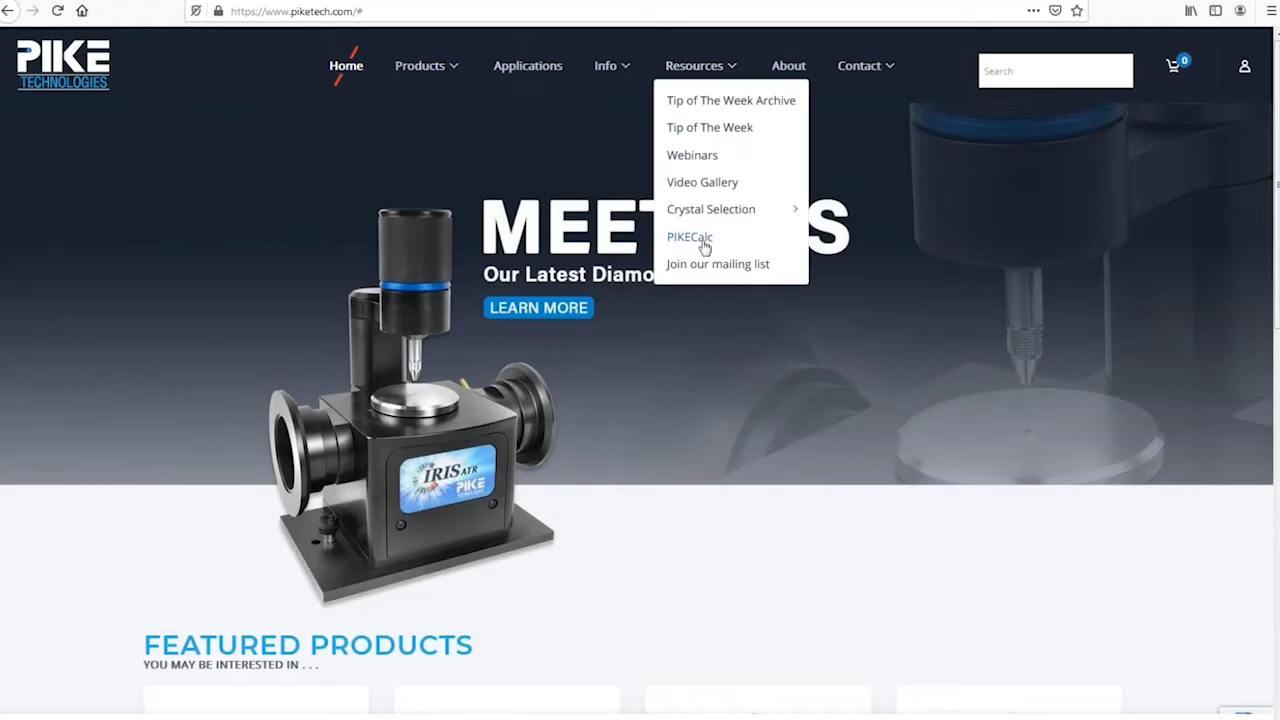 https://www.piketech.com/#
PIKE
TECHNOLOGIES
Home
Products
Applications
Info
Resources
About
Contact
Search
0
Tip of The Week Archive
Tip of The Week
Webinars
Video Gallery
Crystal Selection
PIKECalc
Join our mailing list
MEET S
Our Latest Diamo
LEARN MORE
IRIS ATR
PIKE
TECHNOLOGIES
FEATURED PRODUCTS
YOU MAY BE INTERESTED IN . . .